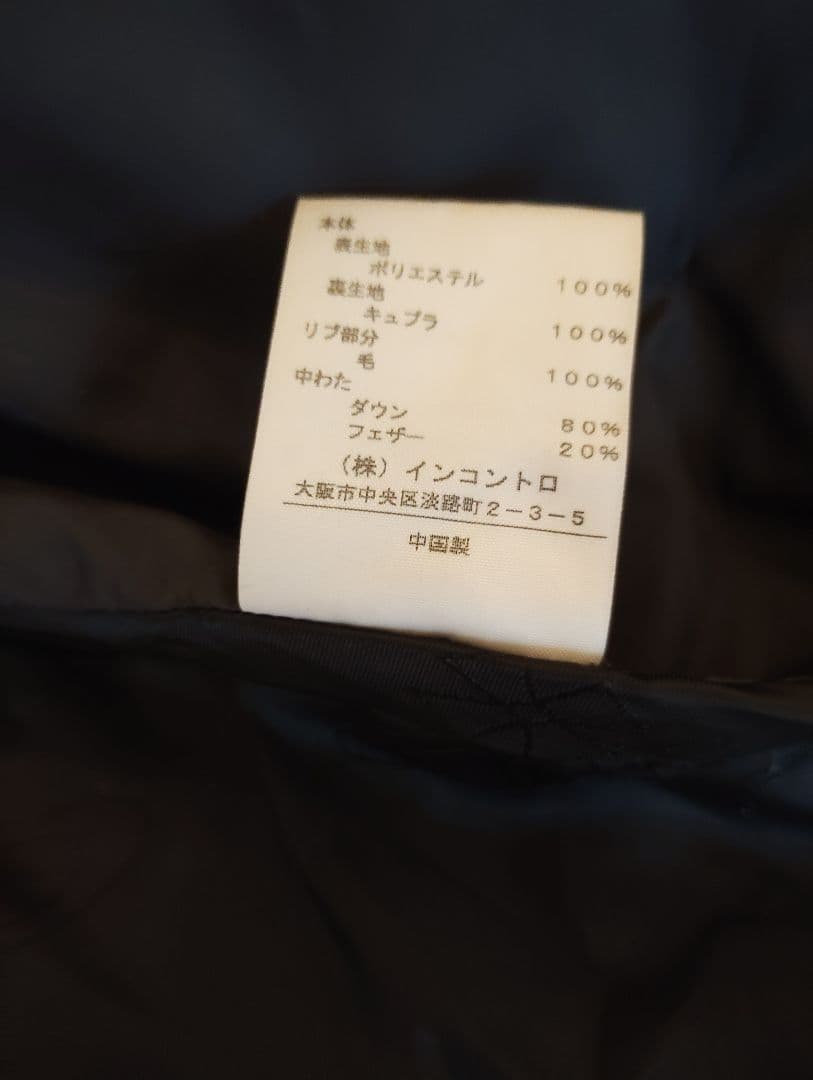 本体
表生地
ポリエステル 100%
裏生地
キュプラ 100%
リブ部分
毛 100%
中わた
ダウン 80%
フェザー 20%
(株)インコントロ
大阪市中央区淡路町2-3-5
中国製